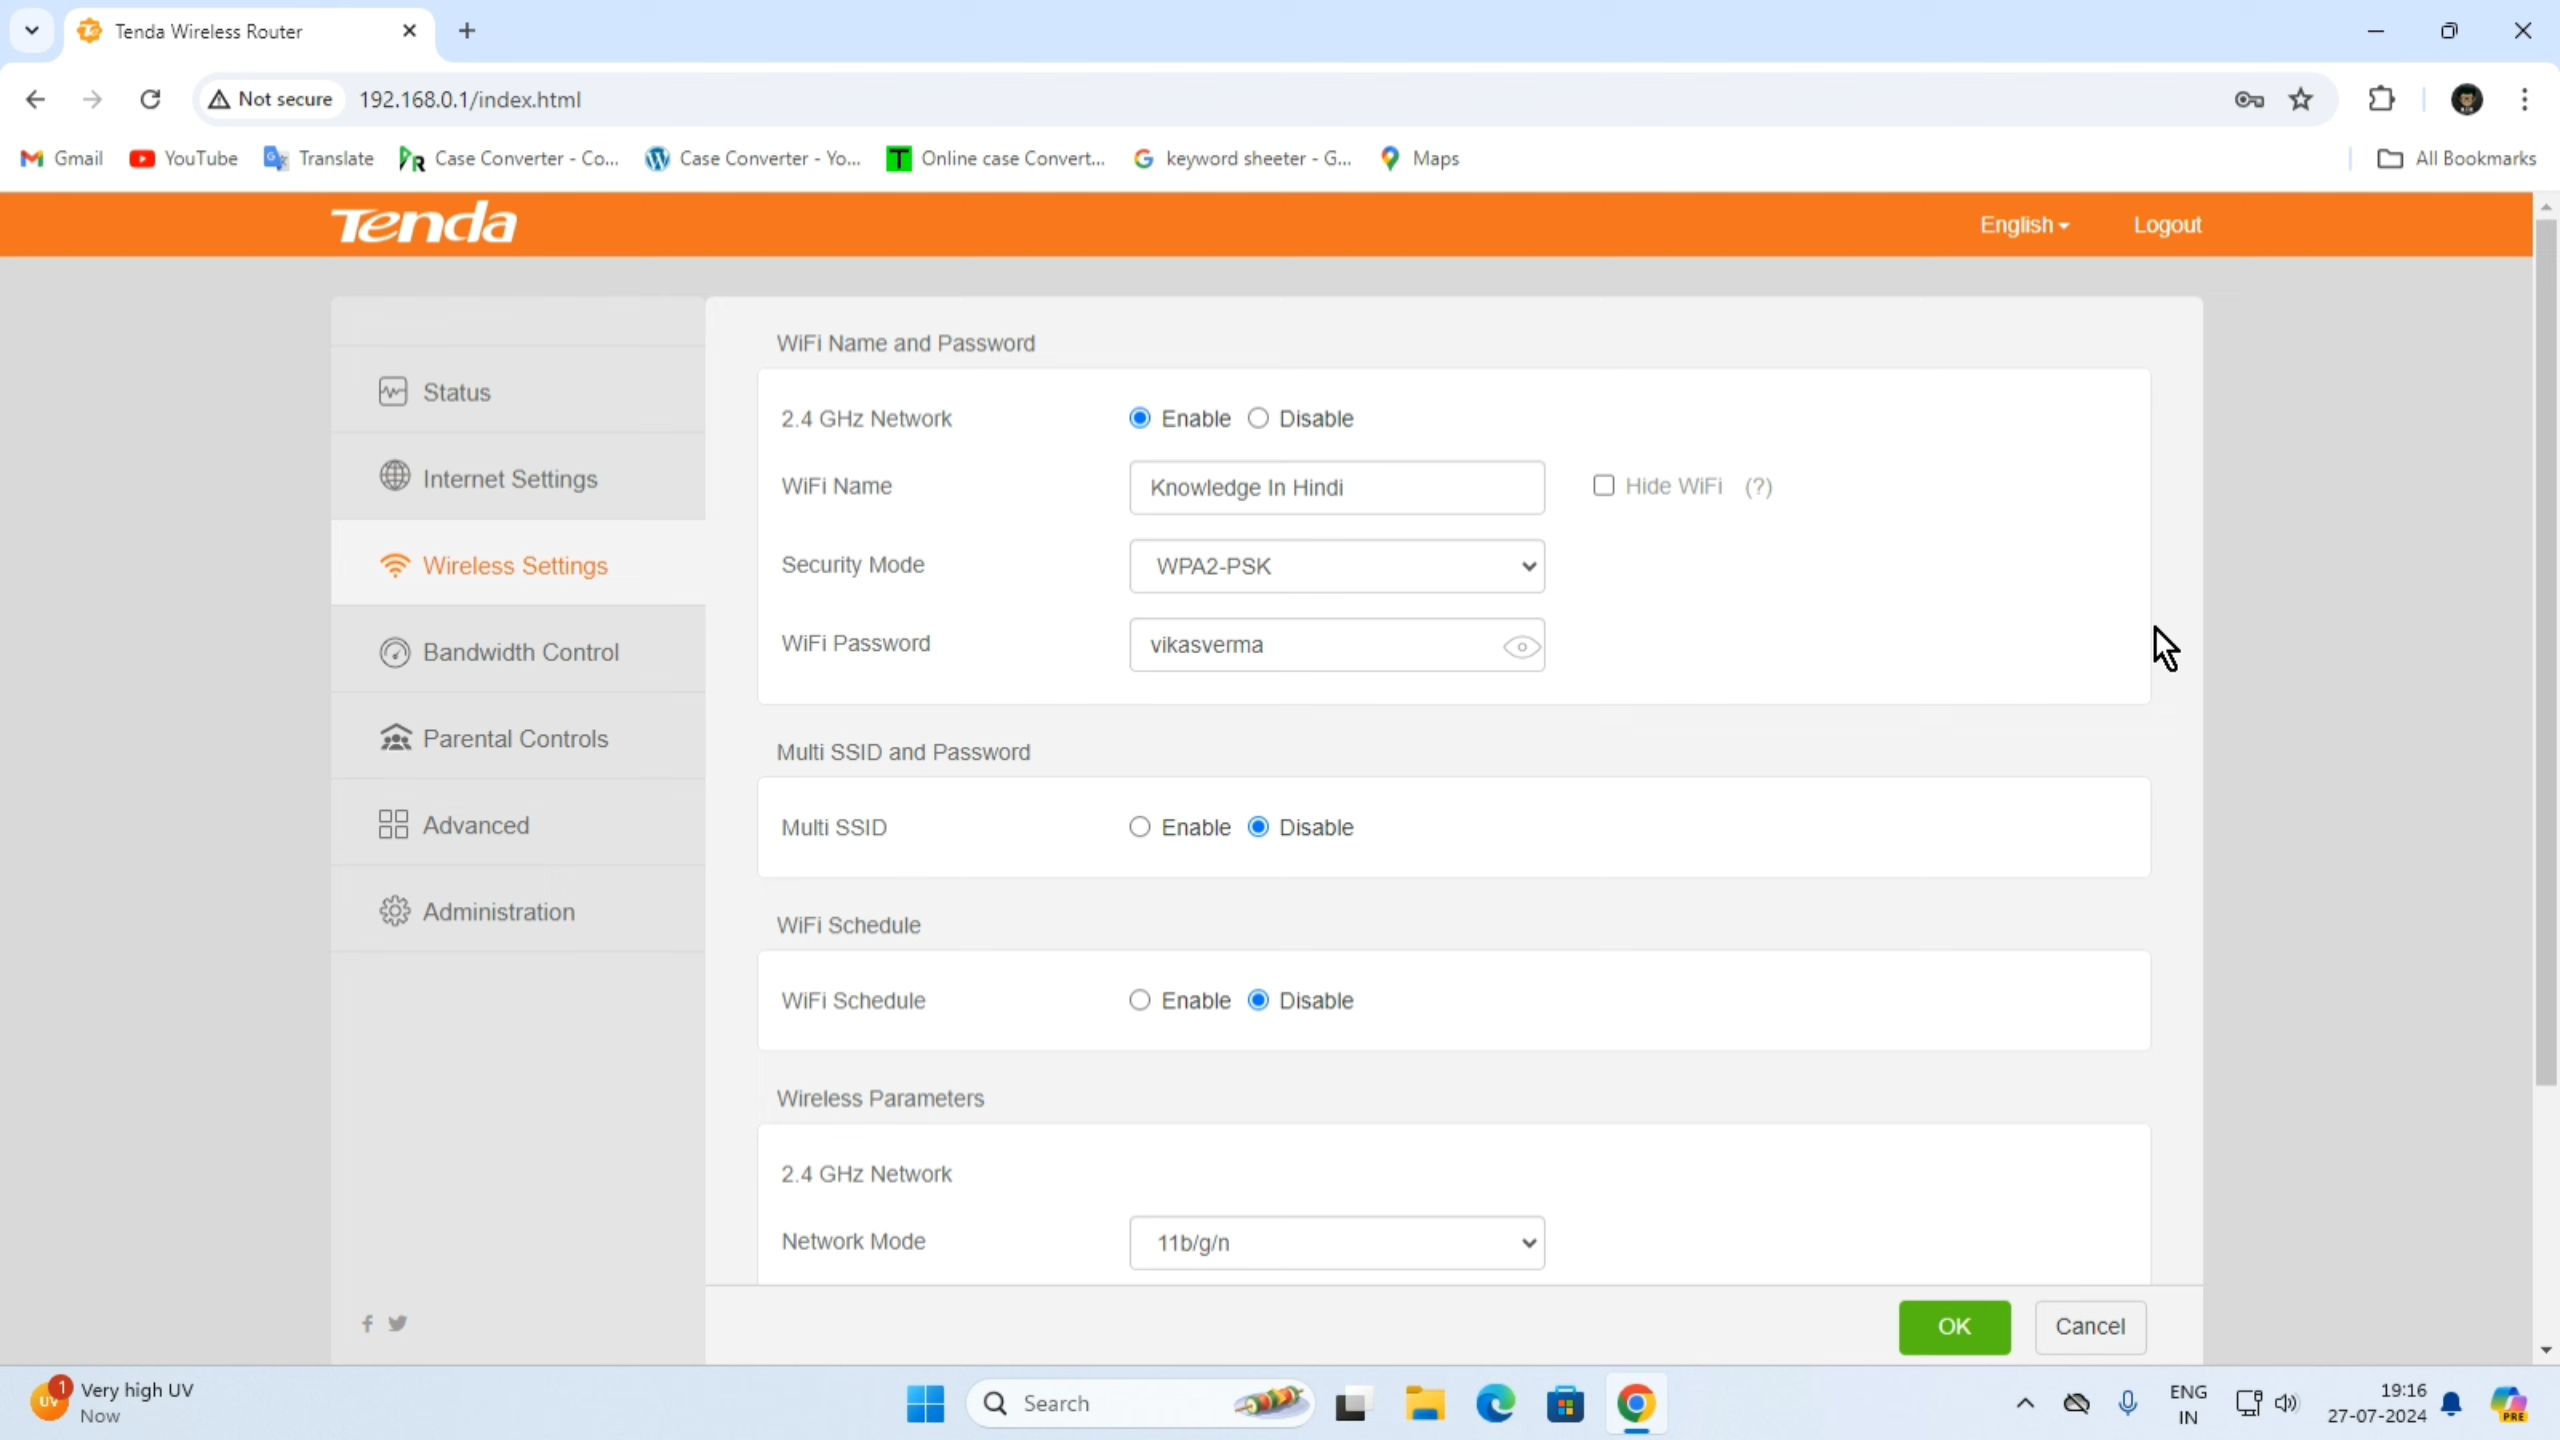 Tenda Wireless Router
Not secure 192.168.0.1/index.html
Gmail YouTube Translate Case Converter - Co... Case Converter - Yo... Online case Convert... keyword sheeter - G... Maps All Bookmarks
Tenda English Logout
WiFi Name and Password
Status
2.4 GHz Network Enable Disable
Internet Settings
WiFi Name Knowledge In Hindi Hide WiFi (?)
Wireless Settings
Security Mode WPA2-PSK
Bandwidth Control
WiFi Password vikasverma
Parental Controls
Multi SSID and Password
Advanced
Multi SSID Enable Disable
Administration
WiFi Schedule
WiFi Schedule Enable Disable
Wireless Parameters
2.4 GHz Network
Network Mode 11b/g/n
OK Cancel
1 UV Very high UV
Now
Search
ENG
IN
19:16
27-07-2024
PRE